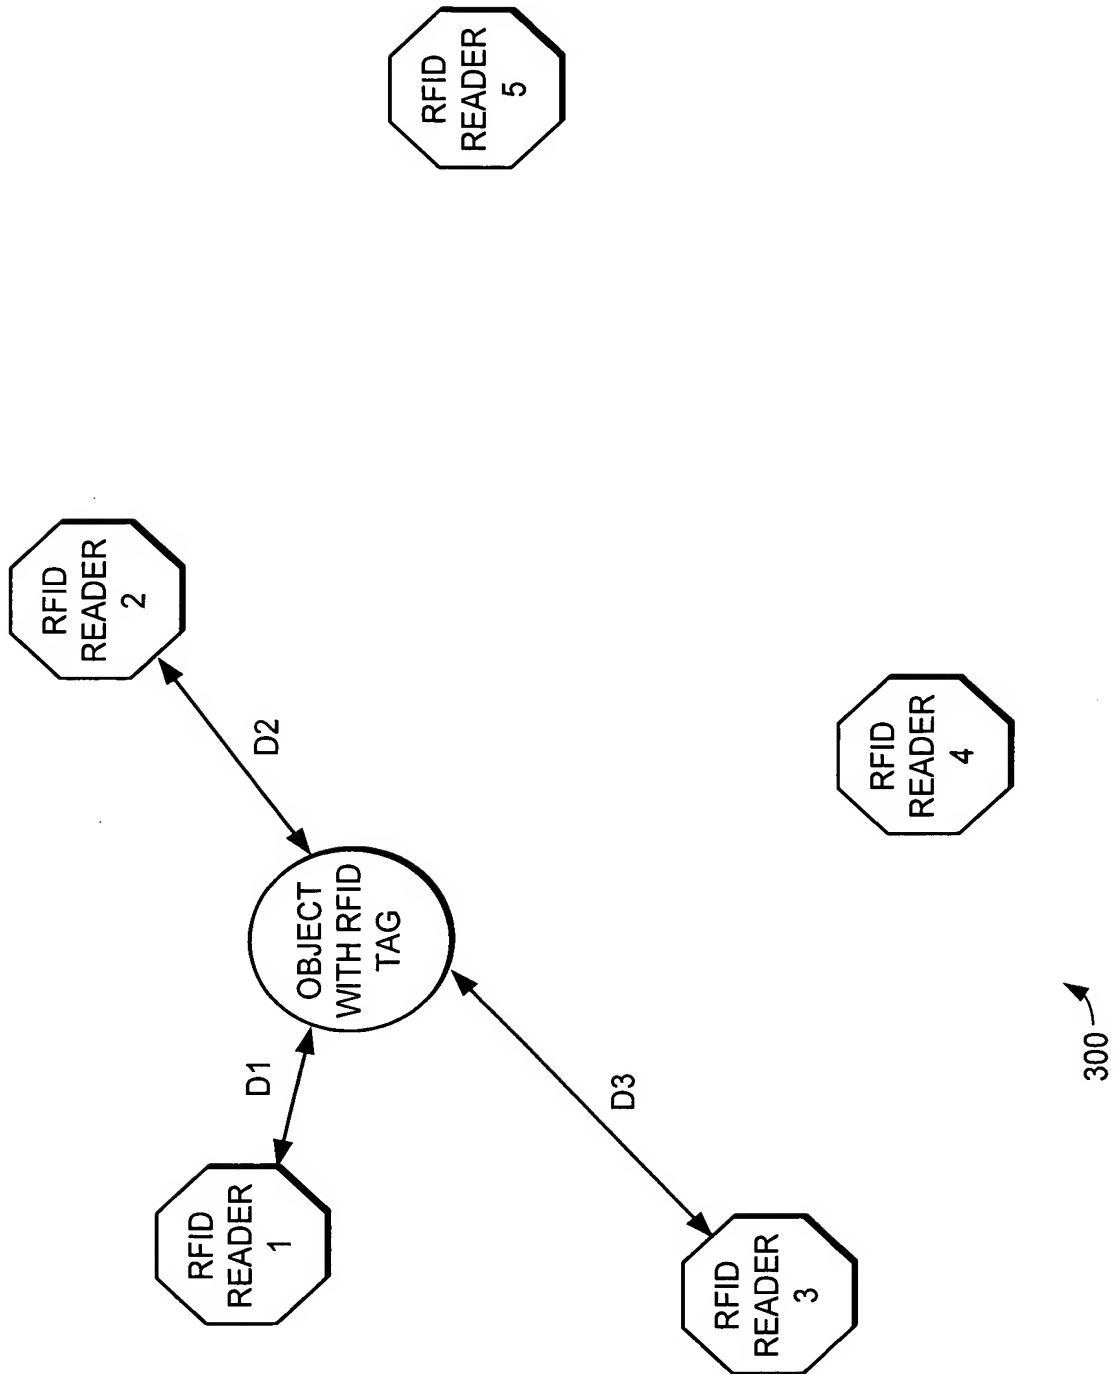 RFID
READER
1
D1
OBJECT
WITH RFID
TAG
D2
RFID
READER
2
RFID
READER
5
D3
RFID
READER
3
RFID
READER
4
300